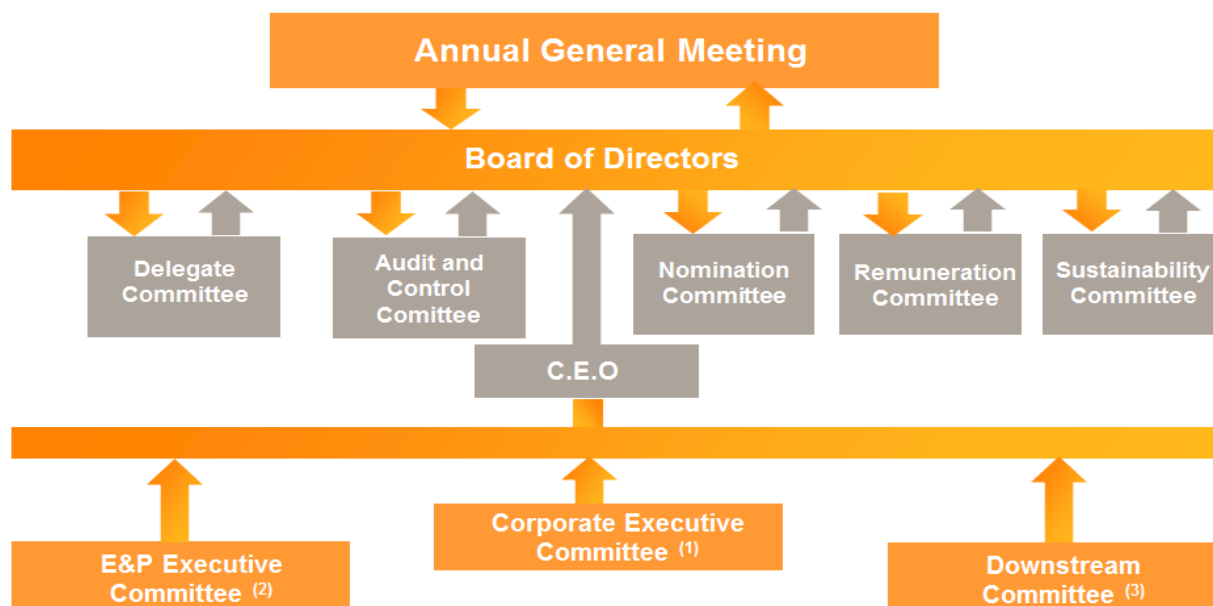 Annual General Meeting
Board of Directors
Delegate
Committee
Audit and
Control
Comittee
Nomination
Committee
Remuneration
Committee
Sustainability
Committee
C.E.O
E&P Executive
Committee (2)
Corporate Executive
Committee (1)
Downstream
Committee (3)